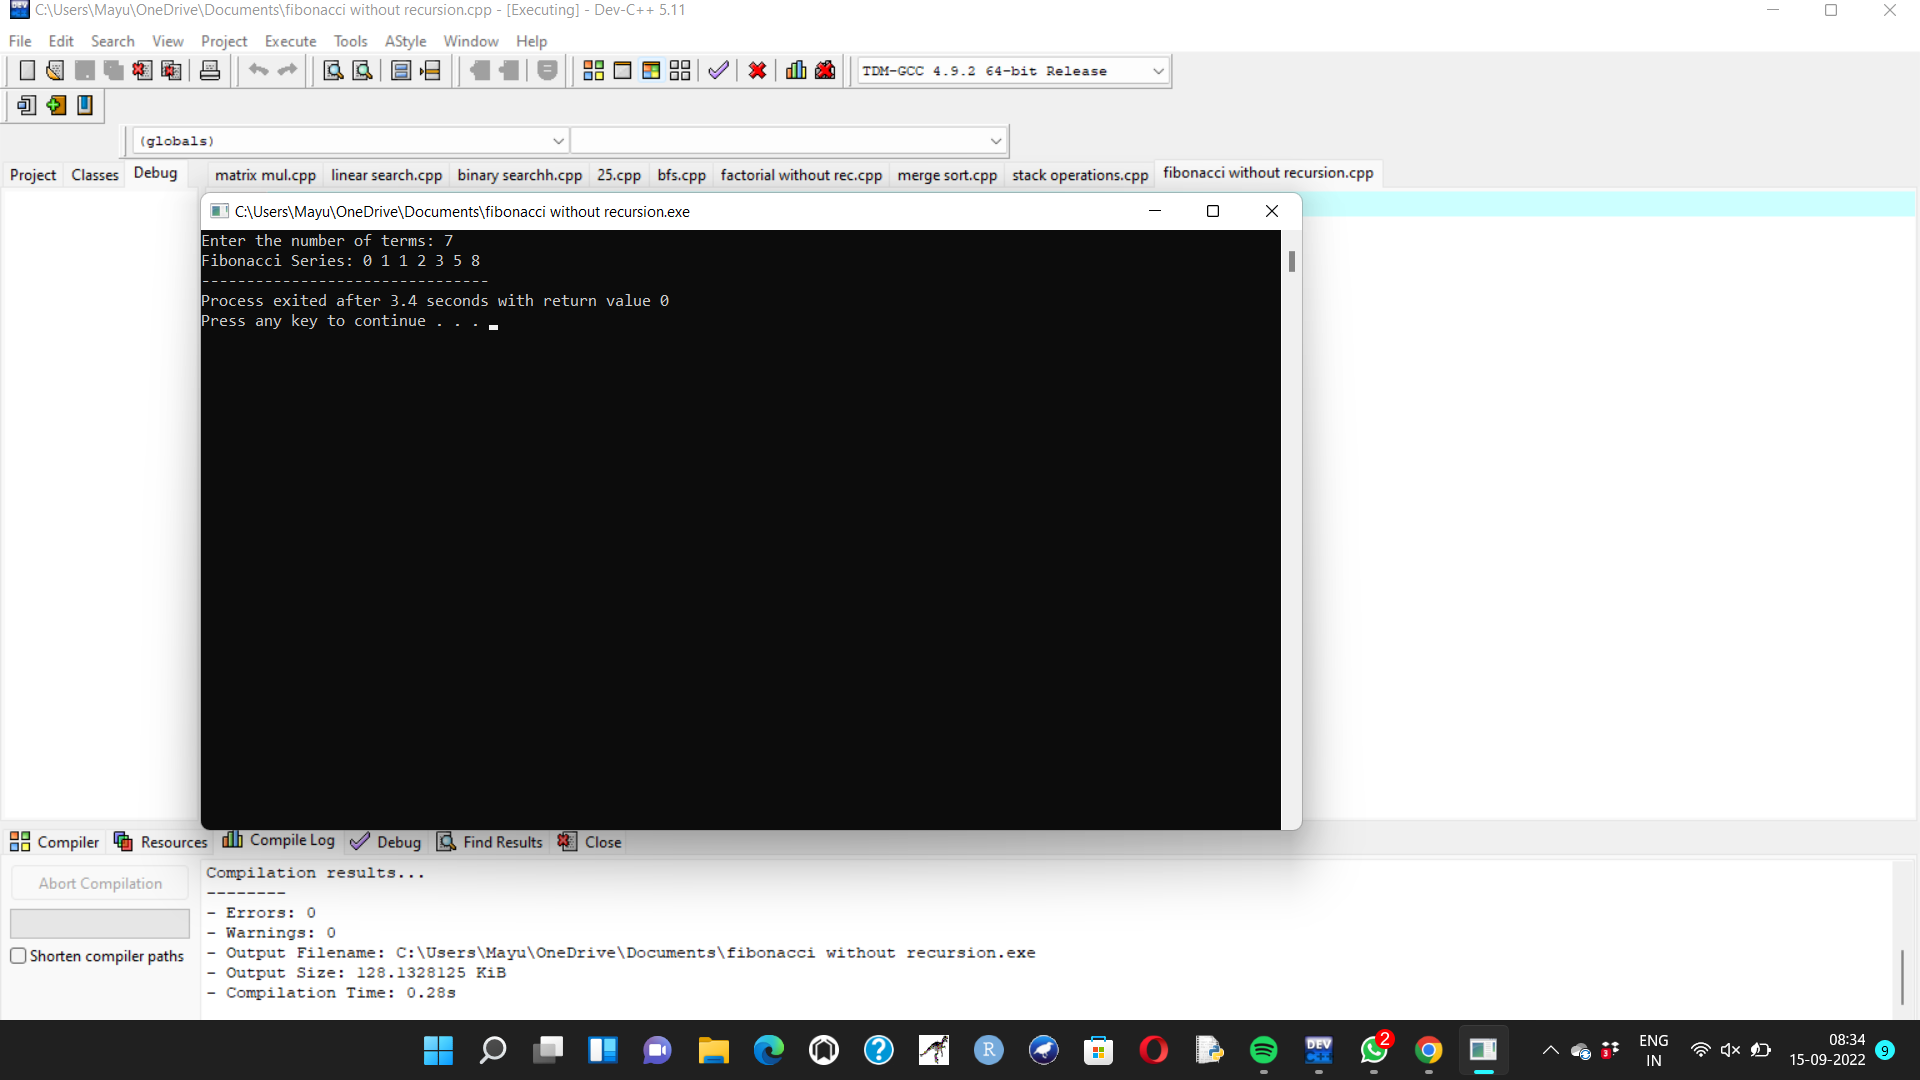 C:\Users\Mayu\OneDrive\Documents\fibonacci without recursion.cpp - [Executing] - Dev-C++ 5.11
File Edit Search View Project Execute Tools AStyle Window Help
TDM-GCC 4.9.2 64-bit Release
(globals)
Project Classes Debug matrix mul.cpp linear search.cpp binary searchh.cpp 25.cpp bfs.cpp factorial without rec.cpp merge sort.cpp stack operations.cpp fibonacci without recursion.cpp
C:\Users\Mayu\OneDrive\Documents\fibonacci without recursion.exe
Enter the number of terms: 7
Fibonacci Series: 0 1 1 2 3 5 8
--------------------------------
Process exited after 3.4 seconds with return value 0
Press any key to continue . . .
Compiler Resources Compile Log Debug Find Results Close
Abort Compilation
Shorten compiler paths
Compilation results...
--------
- Errors: 0
- Warnings: 0
- Output Filename: C:\Users\Mayu\OneDrive\Documents\fibonacci without recursion.exe
- Output Size: 128.1328125 KiB
- Compilation Time: 0.28s
R
DEV
C++
2
3
ENG
IN
08:34
15-09-2022
9